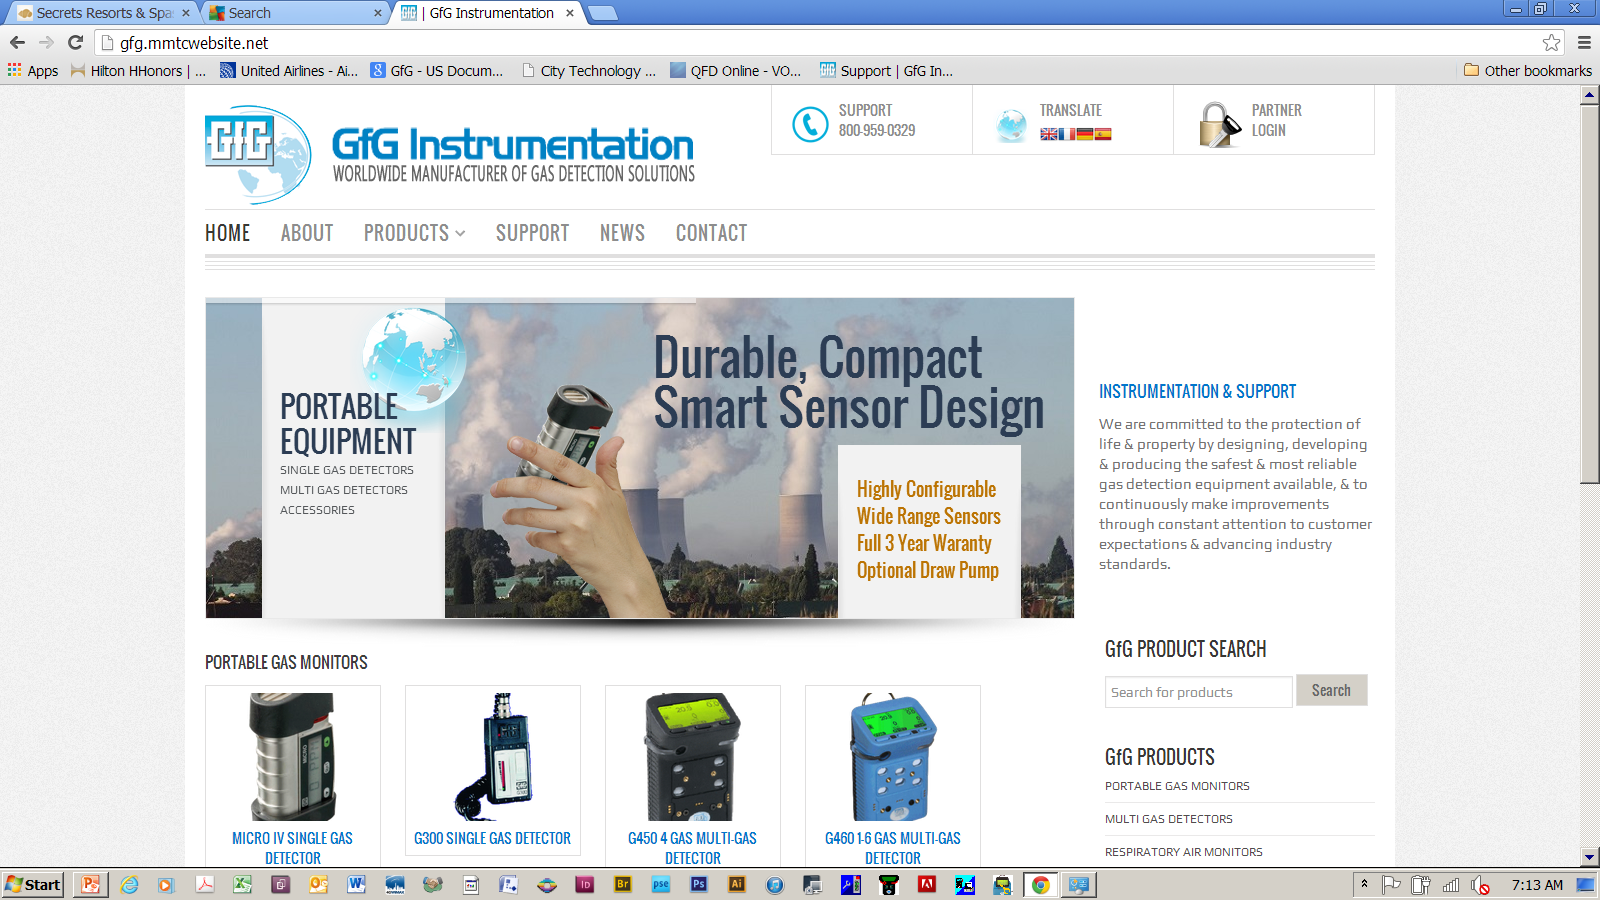 Secrets Resorts & Spa
Search
| GfG Instrumentation
gfg.mmtcwebsite.net
Apps
Hilton HHonors | ...
United Airlines - Ai...
GfG - US Docum...
City Technology ...
QFD Online - VO...
Support | GfG In...
Other bookmarks
GfG
GfG Instrumentation
WORLDWIDE MANUFACTURER OF GAS DETECTION SOLUTIONS
SUPPORT
800-959-0329
TRANSLATE
PARTNER
LOGIN
HOME ABOUT PRODUCTS SUPPORT NEWS CONTACT
PORTABLE
EQUIPMENT
SINGLE GAS DETECTORS
MULTI GAS DETECTORS
ACCESSORIES
Durable, Compact
Smart Sensor Design
Highly Configurable
Wide Range Sensors
Full 3 Year Waranty
Optional Draw Pump
INSTRUMENTATION & SUPPORT
We are committed to the protection of
life & property by designing, developing
& producing the safest & most reliable
gas detection equipment available, & to
continuously make improvements
through constant attention to customer
expectations & advancing industry
standards.
GfG PRODUCT SEARCH
Search for products
Search
GfG PRODUCTS
PORTABLE GAS MONITORS
MULTI GAS DETECTORS
RESPIRATORY AIR MONITORS
PORTABLE GAS MONITORS
MICRO IV SINGLE GAS
DETECTOR
G300 SINGLE GAS DETECTOR
G450 4 GAS MULTI-GAS
DETECTOR
G460 1-6 GAS MULTI-GAS
DETECTOR
Start
Id
Br
pse
Ps
Ai
7:13 AM